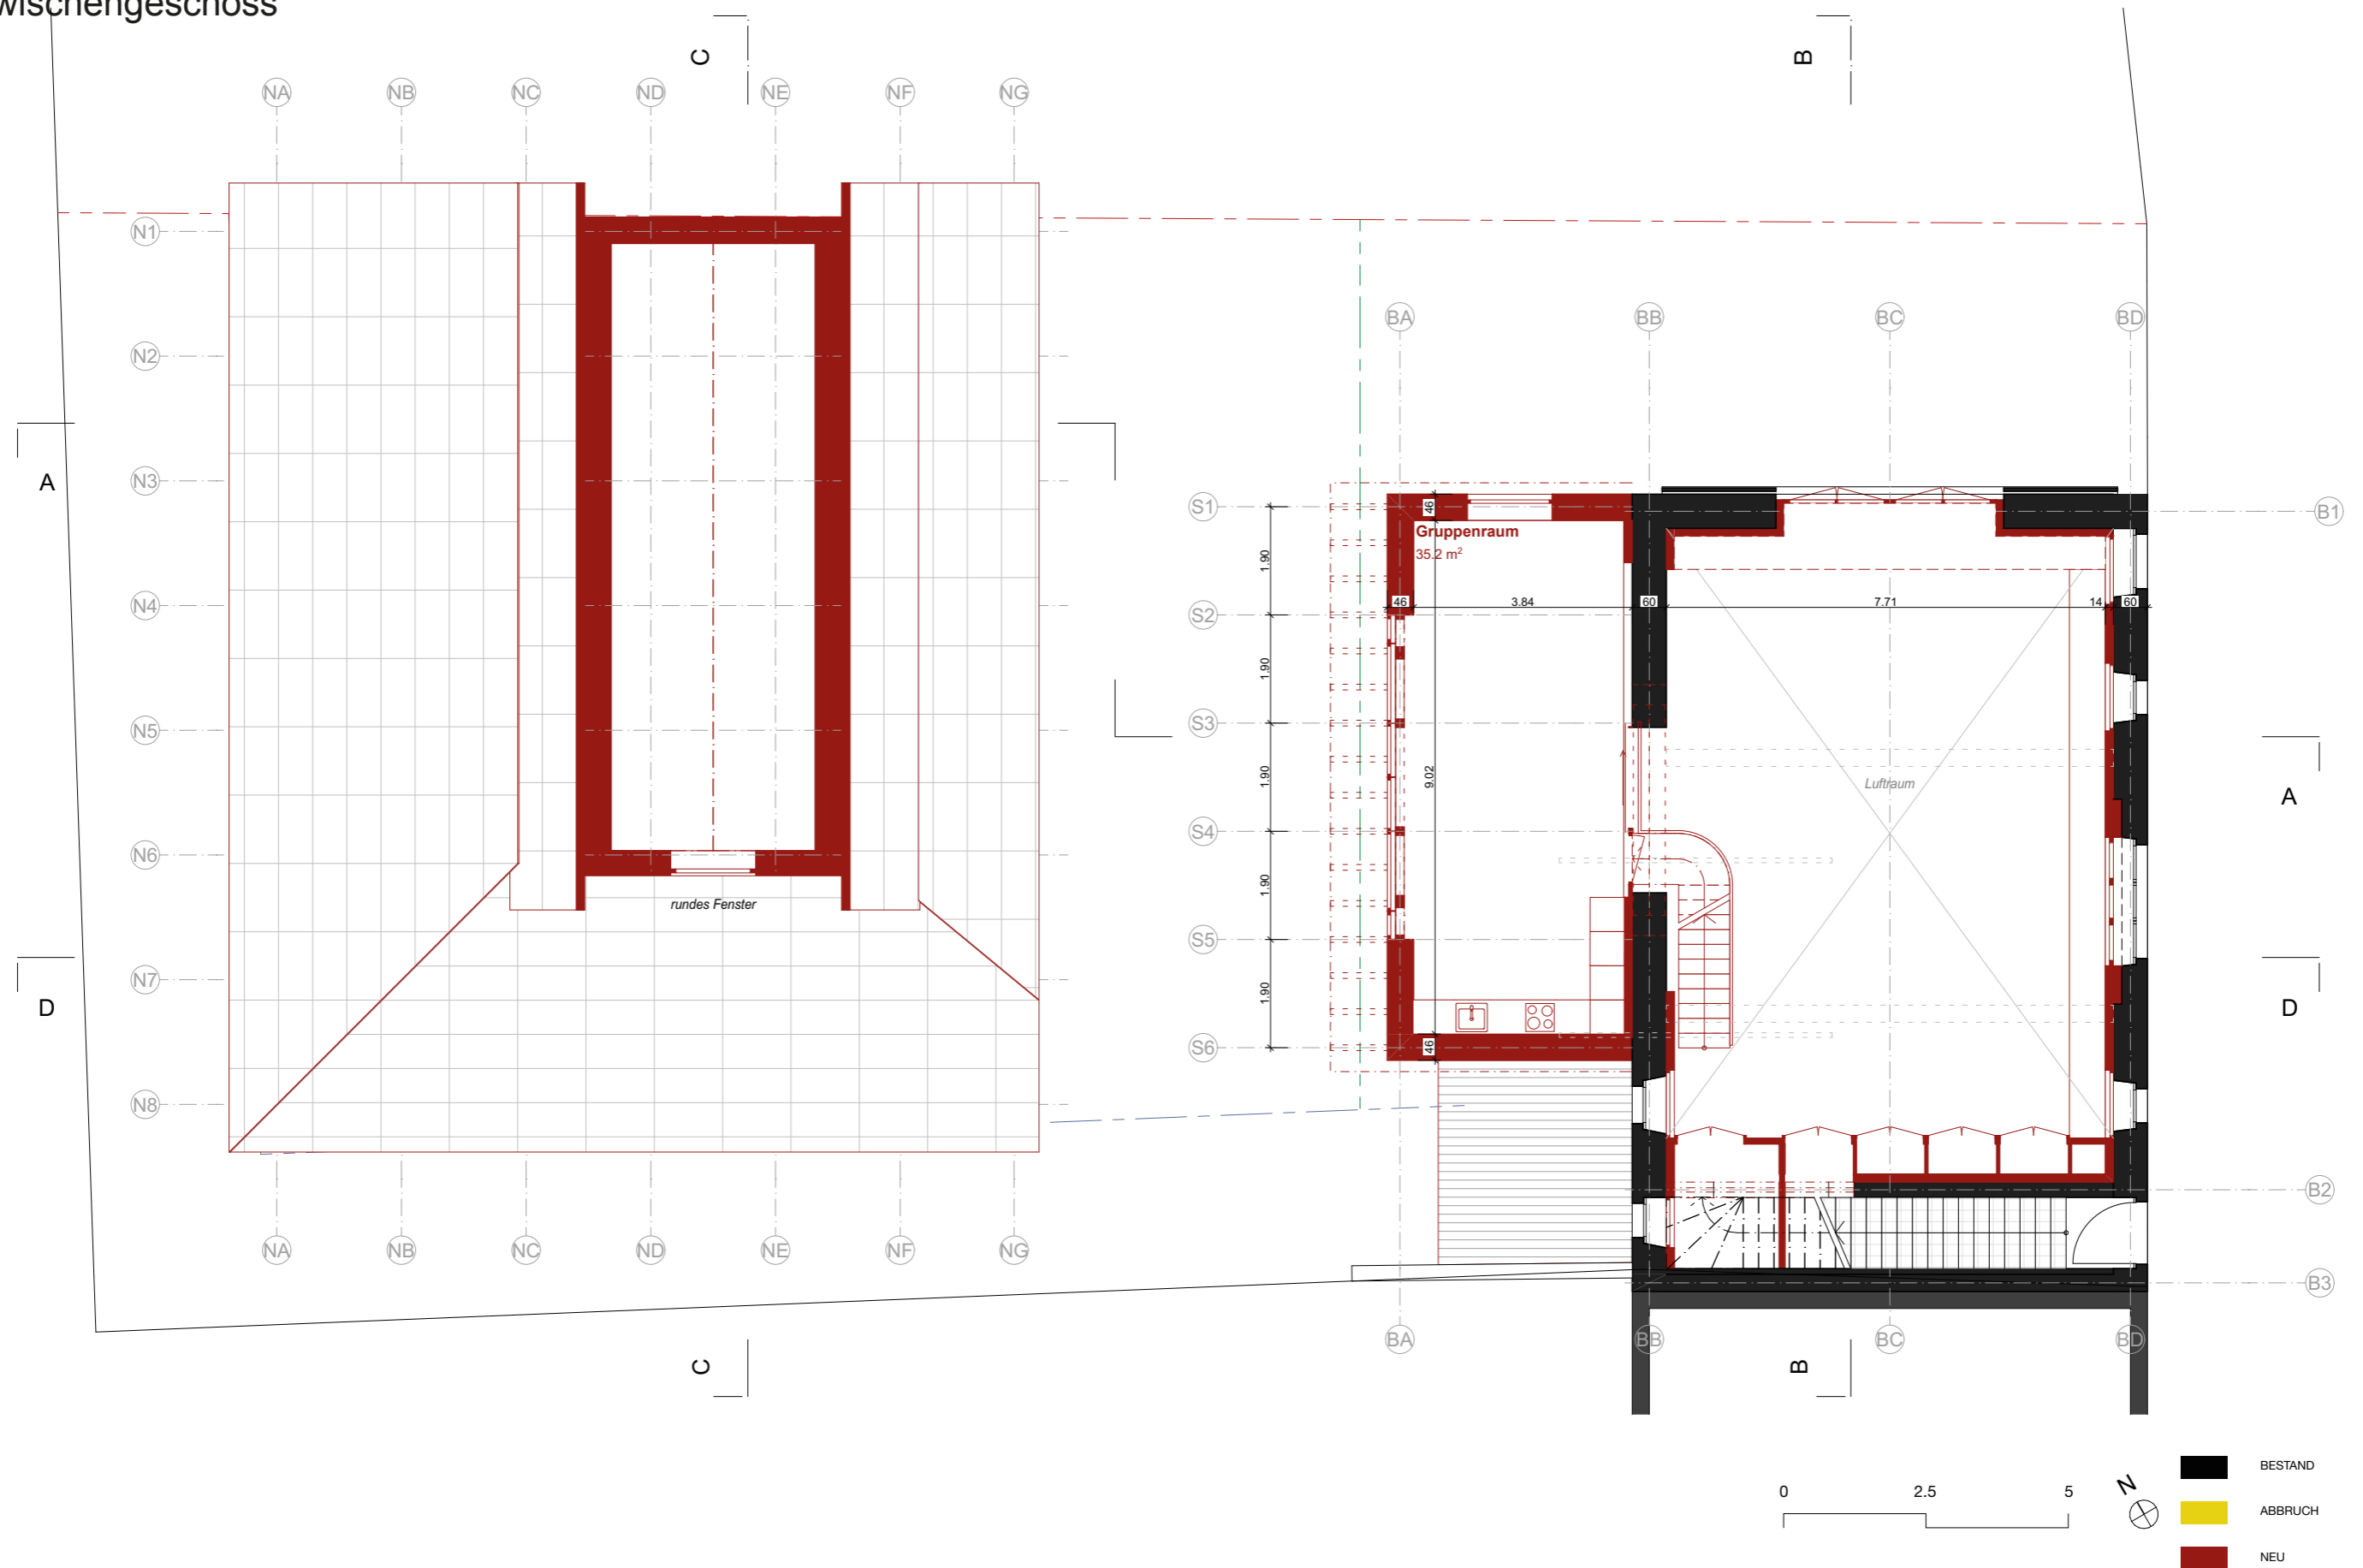 wischengeschoss
C
B
NA NB NC ND NE NF NG
N1
N2
BA BB BC BD
A
N3
S1
46
B1
Gruppenraum
35.2 m²
1.90
N4
S2
46 3.84 60 7.71 14 60
1.90
N5
S3
A
1.90
9.02
Luftraum
A
N6
S4
1.90
rundes Fenster
S5
D
N7
1.90
D
S6
46
N8
B2
NA NB NC ND NE NF NG
B3
BA BB BC BD
C
B
0 2.5 5
N
BESTAND
ABBRUCH
NEU